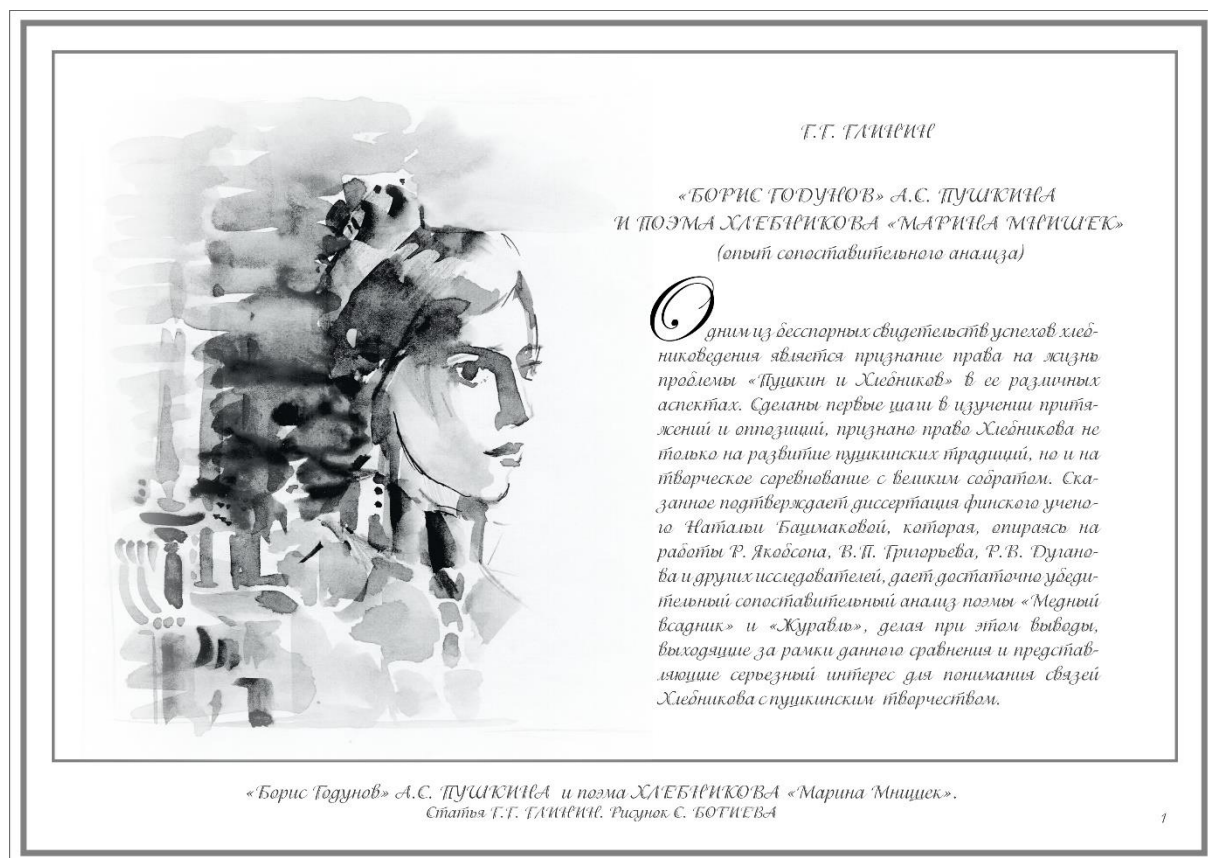 Г.Г. ГЛИНИН
«БОРИС ГОДУНОВ» А.С. ПУШКИНА
И ПОЭМА ХЛЕБНИКОВА «МАРИНА МНИШЕК»
(опыт сопоставительного анализа)
Одним из бесспорных свидетельств успехов хлеб-
никоведения является признание права на жизнь
проблемы «Пушкин и Хлебников» в ее различных
аспектах. Сделаны первые шаги в изучении притя-
жений и оппозиций, признано право Хлебникова не
только на развитие пушкинских традиций, но и на
творческое соревнование с великим собратом. Ска-
занное подтверждает диссертация финского учено-
го Натальи Башмаковой, которая, опираясь на
работы Р. Якобсона, В.П. Григорьева, Р.В. Дугано-
ва и других исследователей, дает достаточно убеди-
тельный сопоставительный анализ поэмы «Медный
всадник» и «Журавль», делая при этом выводы,
выходящие за рамки данного сравнения и представ-
ляющие серьезный интерес для понимания связей
Хлебникова с пушкинским творчеством.
«Борис Годунов» А.С. ПУШКИНА и поэма ХЛЕБНИКОВА «Марина Мнишек».
Статья Г.Г. ГЛИНИН. Рисунок С. БОТИЕВА
1